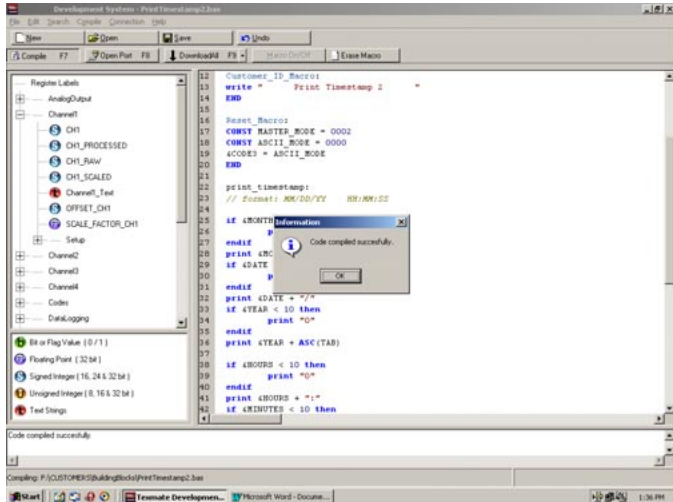 Development System - PrintTimestamp2.bas
File Edit Search Compile Connection Help
New Open Save Undo
Compile F7 Open Port F8 Download/All F9 Macro On/Off Erase Macro
Register Labels
AnalogOutput
Channel1
CH1
CH1_PROCESSED
CH1_RAW
CH1_SCALED
Channel1_Text
OFFSET_CH1
SCALE_FACTOR_CH1
Setup
Channel2
Channel3
Channel4
Codes
DataLogging
Bit or Flag Value ( 0 / 1 )
Floating Point ( 32 bit )
Signed Integer ( 16, 24 & 32 bit )
Unsigned Integer ( 8, 16 & 32 bit )
Text Strings
12 Customer_ID_Macro:
13 write " Print Timestamp 2 "
14 END
15
16 Reset_Macro:
17 CONST MASTER_MODE = 0002
18 CONST ASCII_MODE = 0000
19 &CODE3 = ASCII_MODE
20 END
21
22 print_timestamp:
23 // format: MM/DD/YY HH:MM:SS
24
25 if &MONTH
26 p
27 endif
28 print &MO
29 if &DATE
30 p
31 endif
32 print &DATE + "/"
33 if &YEAR < 10 then
34 print "0"
35 endif
36 print &YEAR + ASC(TAB)
37
38 if &HOURS < 10 then
39 print "0"
40 endif
41 print &HOURS + ":"
42 if &MINUTES < 10 then
Information
Code compiled succesfully.
OK
Code compiled succesfully.
Compiling: F:\CUSTOMERS\BuildingBlocks\PrintTimestamp2.bas
Start Texmate Developmen... Microsoft Word - Docume... 1:36 PM